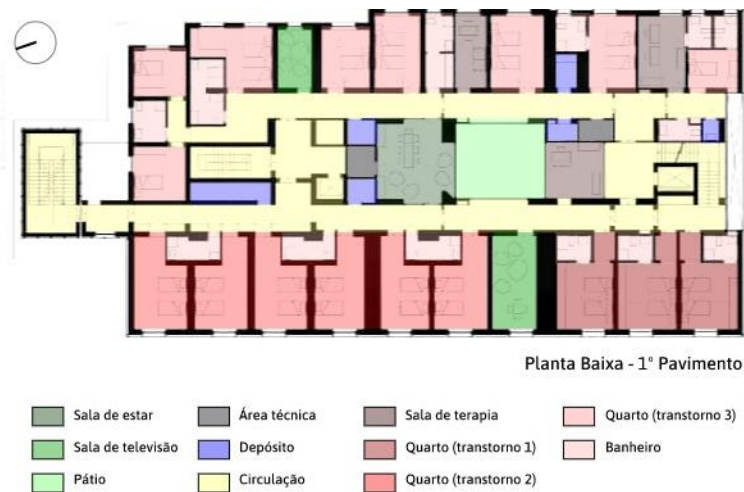 Planta Baixa - 1° Pavimento
Sala de estar
Área técnica
Sala de terapia
Quarto (transtorno 3)
Sala de televisão
Depósito
Quarto (transtorno 1)
Banheiro
Pátio
Circulação
Quarto (transtorno 2)